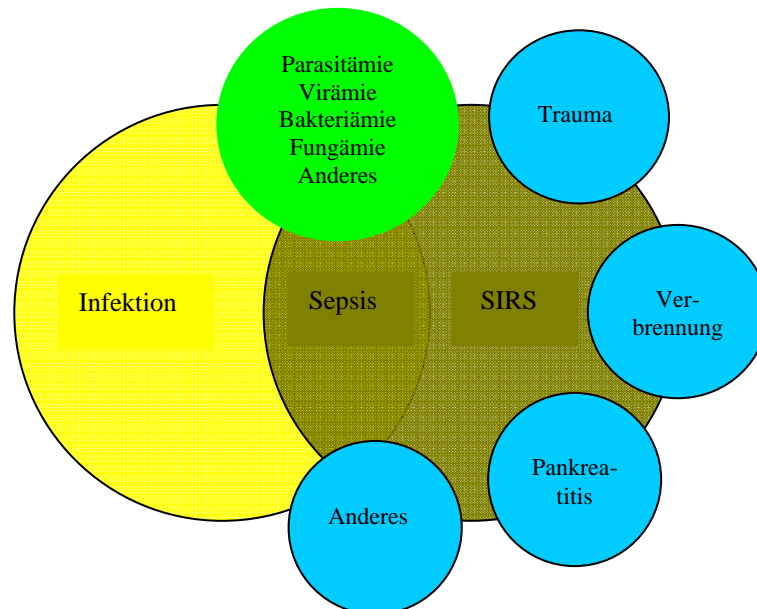 Parasitämie
Virämie
Bakteriämie
Fungämie
Anderes
Trauma
Infektion
Sepsis
SIRS
Ver-
brennung
Pankrea-
titis
Anderes